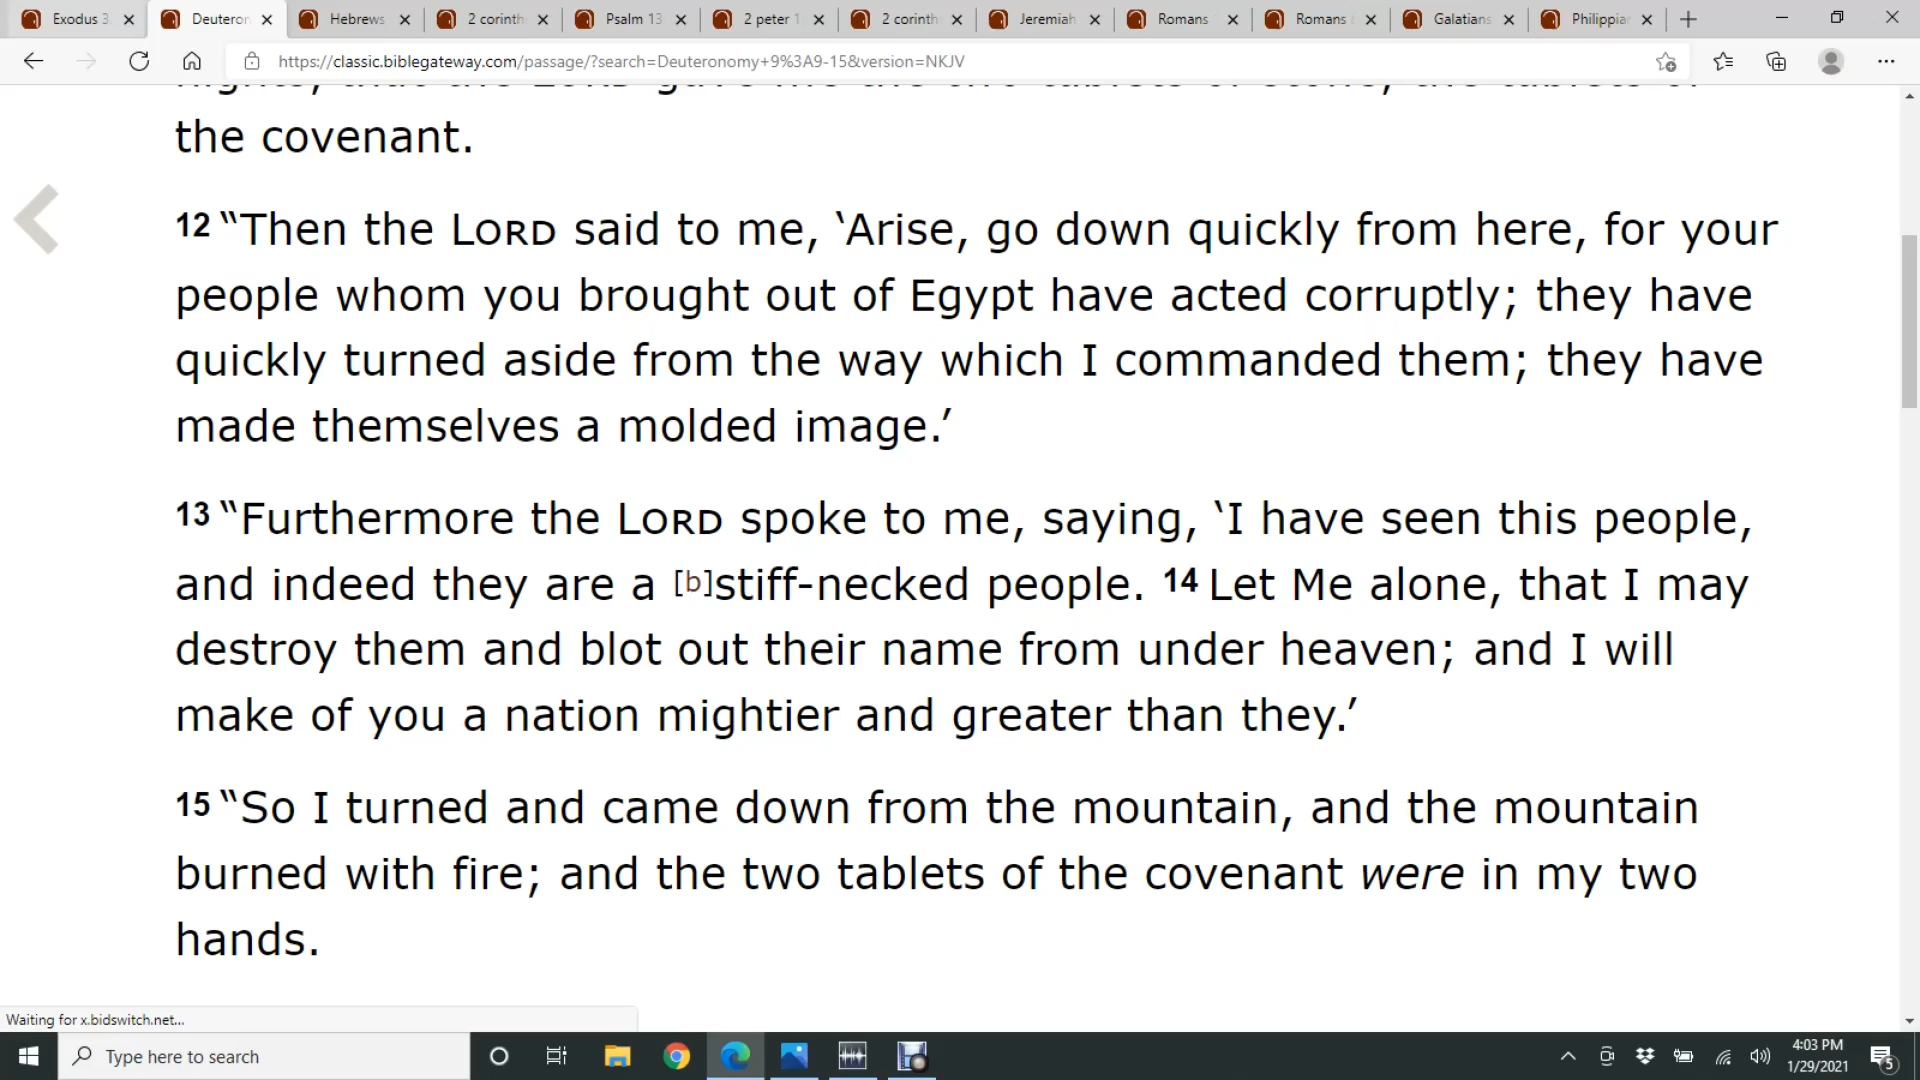 Exodus 3 Deuteron Hebrews 2 corinth Psalm 13 2 peter 1 2 corinth Jeremiah Romans Romans Galatians Philippian
https://classic.biblegateway.com/passage/?search=Deuteronomy+9%3A9-15&version=NKJV
the covenant.
12 “Then the LORD said to me, ‘Arise, go down quickly from here, for your
people whom you brought out of Egypt have acted corruptly; they have
quickly turned aside from the way which I commanded them; they have
made themselves a molded image.’
13 “Furthermore the LORD spoke to me, saying, ‘I have seen this people,
and indeed they are a [b]stiff-necked people. 14 Let Me alone, that I may
destroy them and blot out their name from under heaven; and I will
make of you a nation mightier and greater than they.’
15 “So I turned and came down from the mountain, and the mountain
burned with fire; and the two tablets of the covenant were in my two
hands.
Waiting for x.bidswitch.net...
Type here to search
4:03 PM
1/29/2021
5